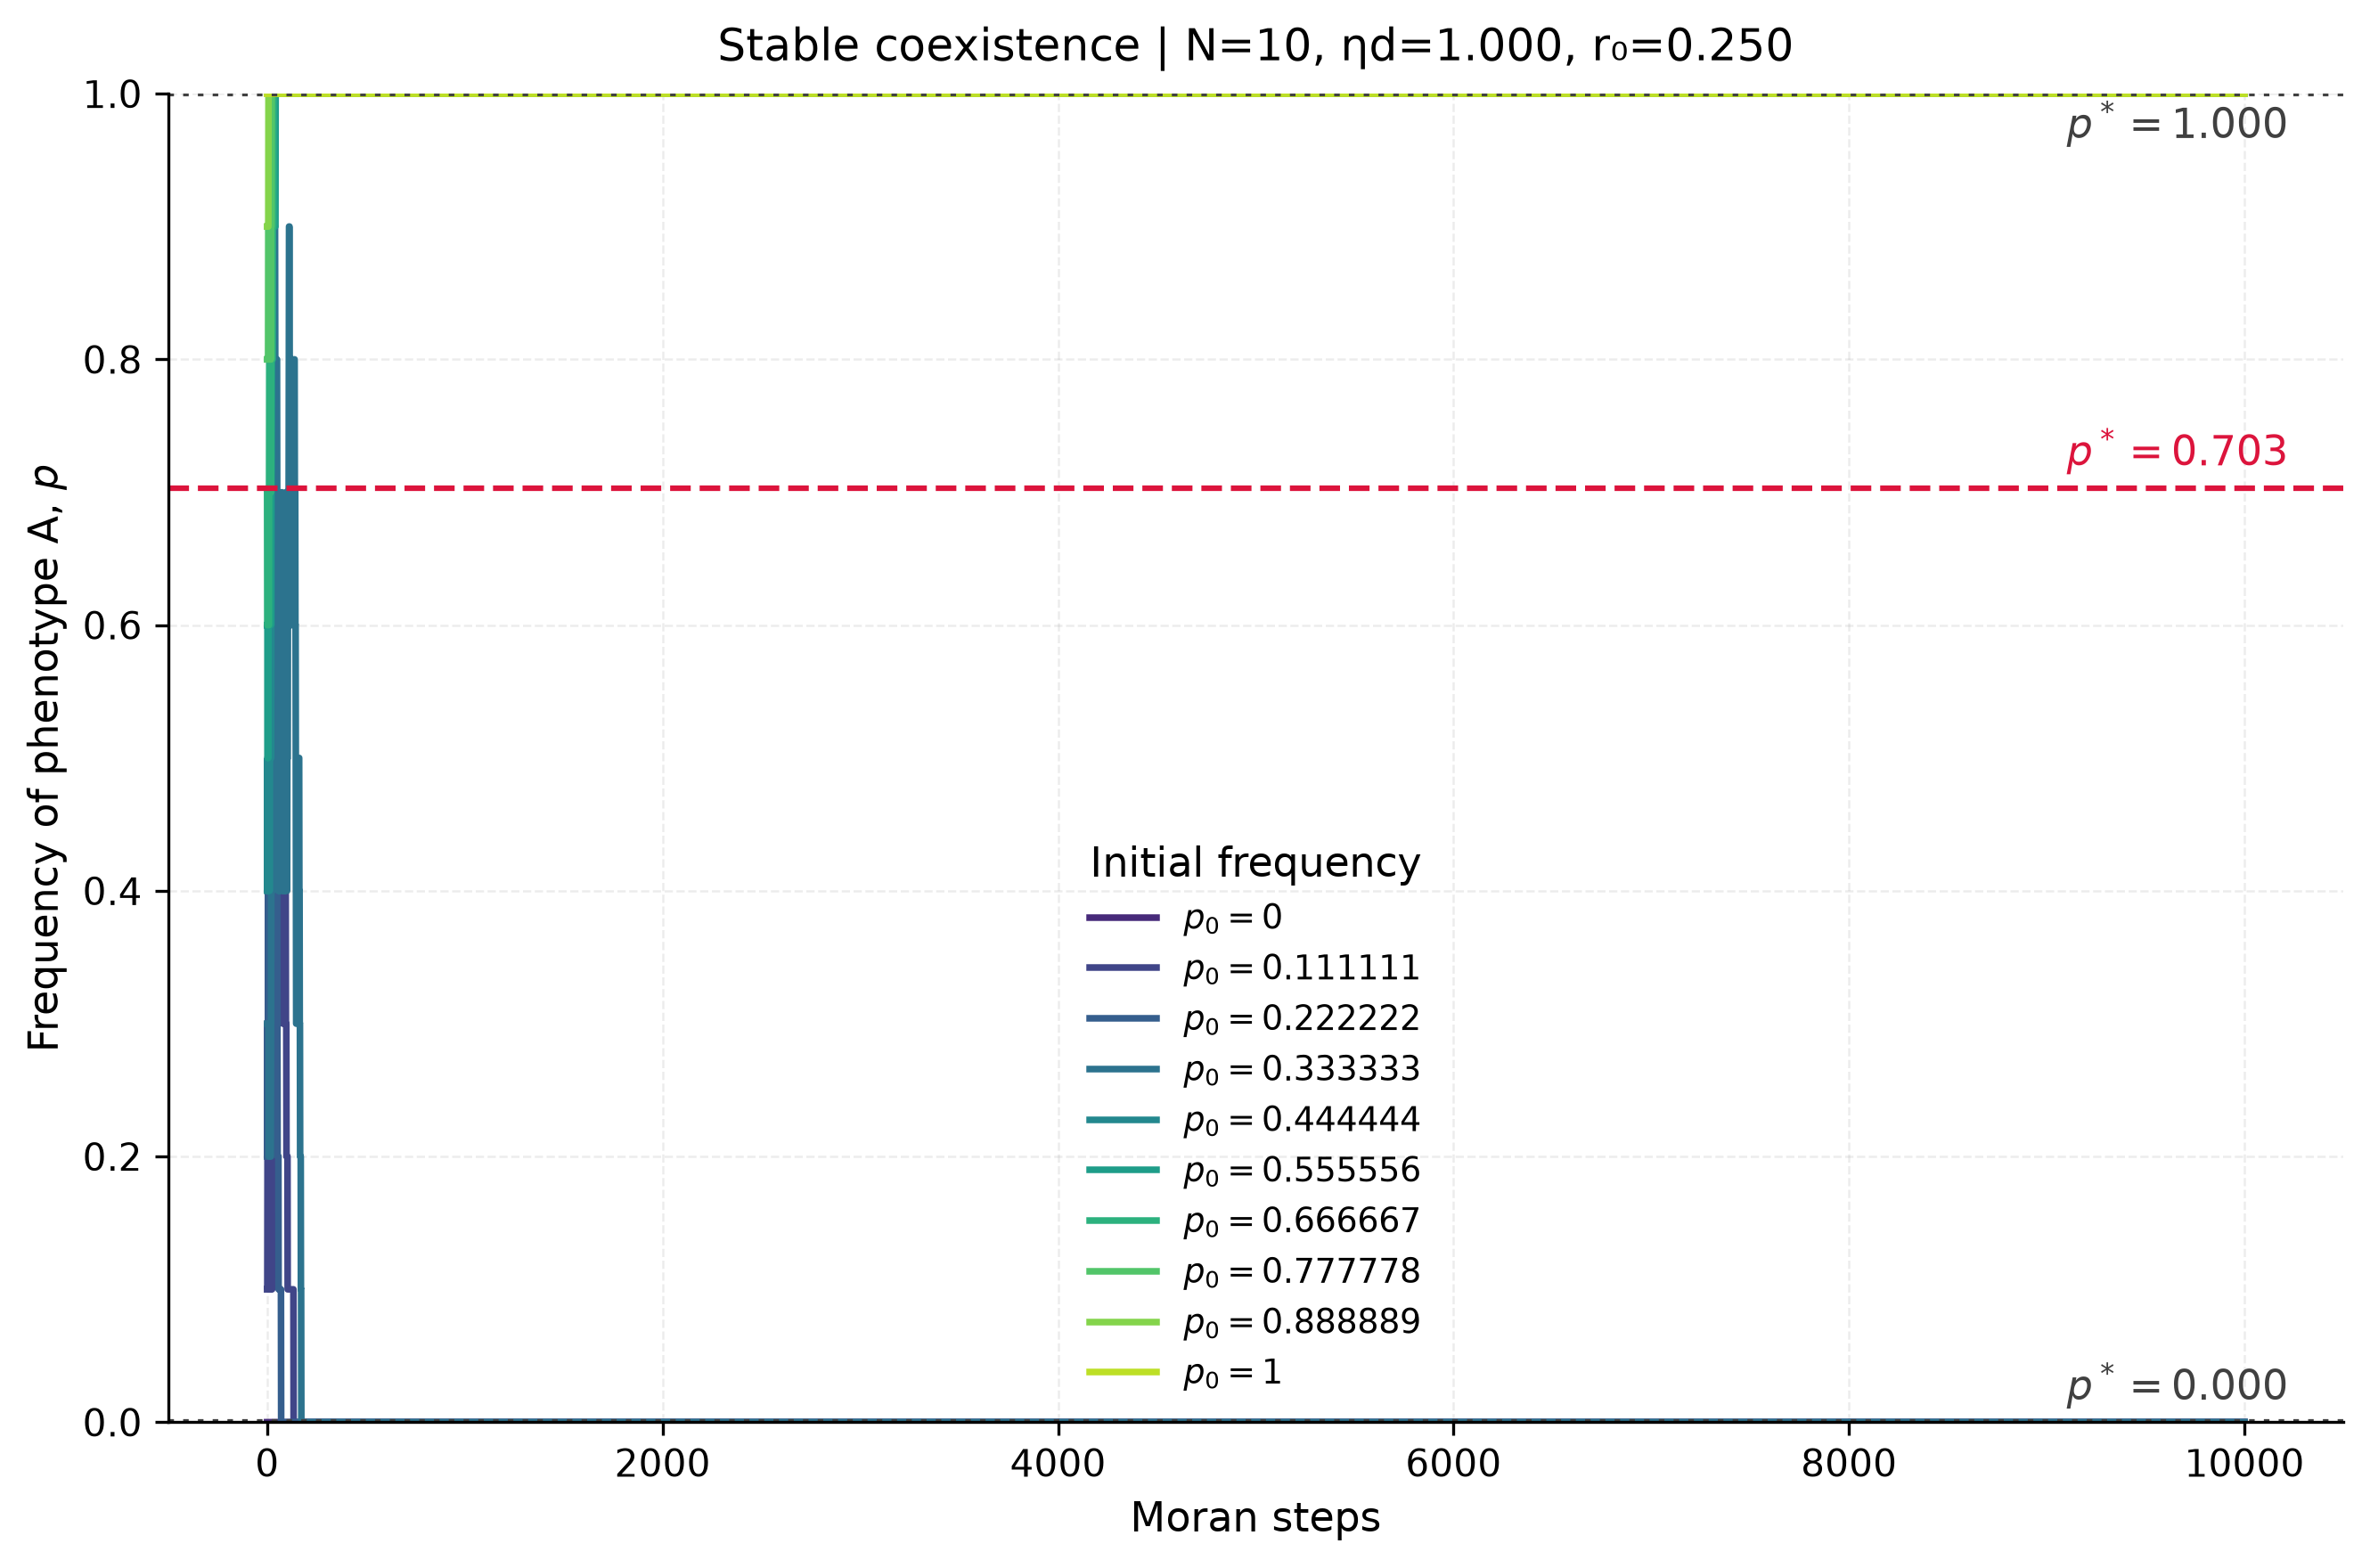 Stable coexistence | N=10, ηd=1.000, r₀=0.250
1.0
0.8
0.6
0.4
0.2
0.0
Frequency of phenotype A, p
p* = 1.000
p* = 0.703
p* = 0.000
Initial frequency
p₀ = 0
p₀ = 0.111111
p₀ = 0.222222
p₀ = 0.333333
p₀ = 0.444444
p₀ = 0.555556
p₀ = 0.666667
p₀ = 0.777778
p₀ = 0.888889
p₀ = 1
0 2000 4000 6000 8000 10000
Moran steps